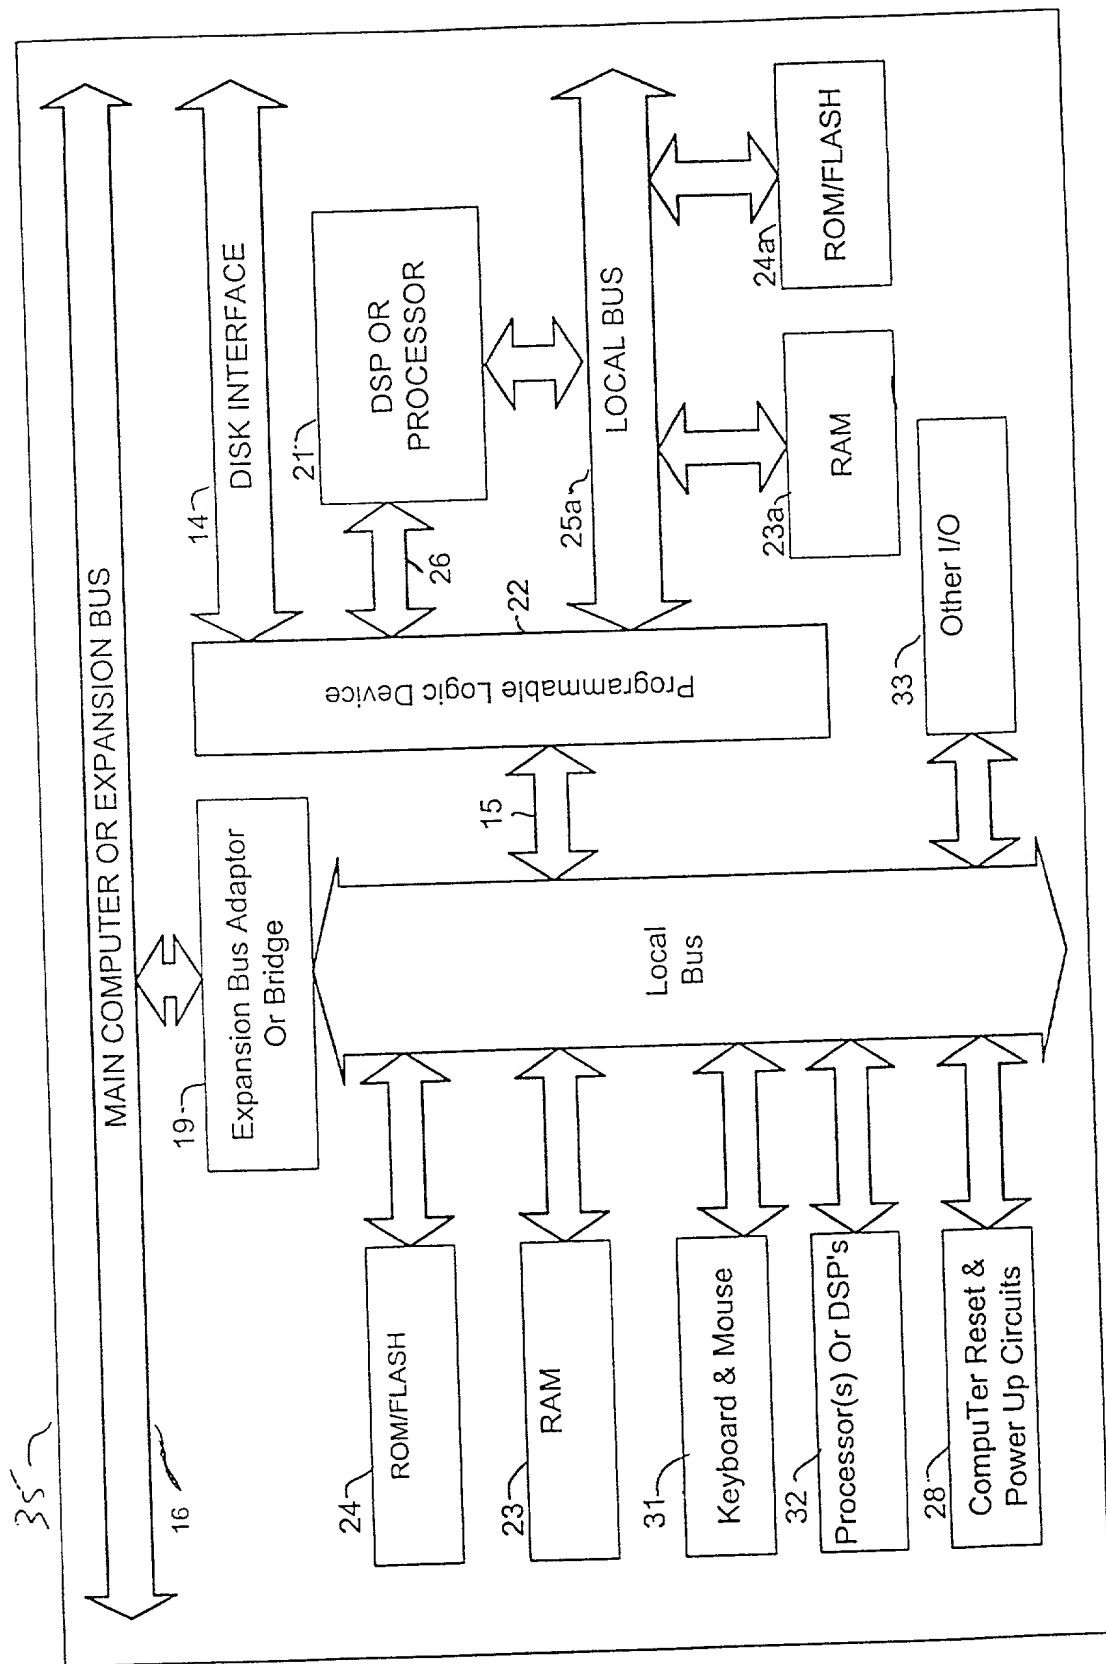 35
MAIN COMPUTER OR EXPANSION BUS
16
14
DISK INTERFACE
19
Expansion Bus Adaptor
Or Bridge
21
DSP OR
PROCESSOR
26
22
Programmable Logic Device
15
25a
LOCAL BUS
24
ROM/FLASH
23
RAM
31
Keyboard & Mouse
32
Processor(s) Or DSP's
28
CompuTer Reset &
Power Up Circuits
Local
Bus
23a
RAM
24a
ROM/FLASH
33
Other I/O